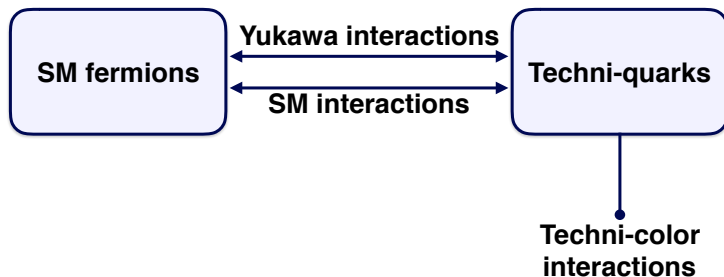 Yukawa interactions
SM fermions
Techni-quarks
SM interactions
Techni-color
interactions